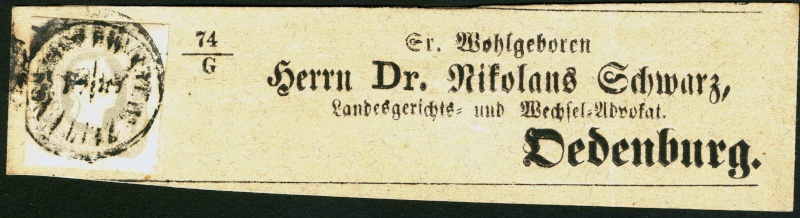 74
G
Sr. Wohlgeboren
Herrn Dr. Nikolaus Schwarz,
Landesgerichts- und Wechsel-Advokat.
Oedenburg.